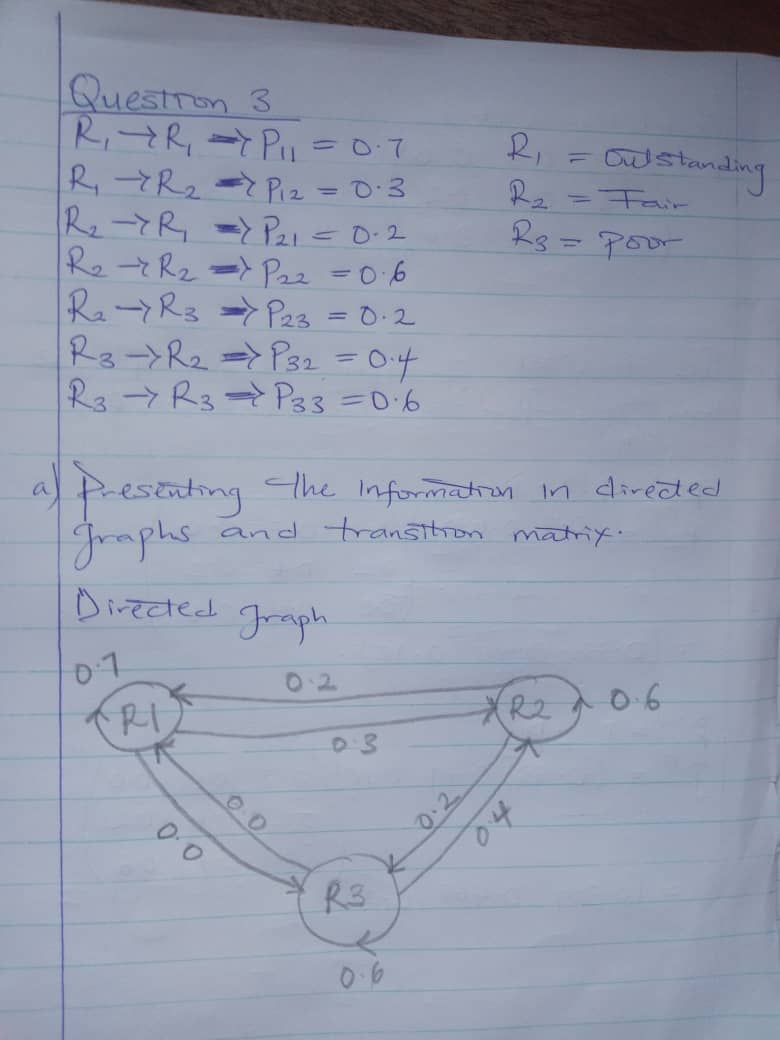 Question 3
R₁ → R₁ ⇒ P₁₁ = 0.7
R₁ → R₂ ⇒ P₁₂ = 0.3
R₂ → R₁ ⇒ P₂₁ = 0.2
R₂ → R₂ ⇒ P₂₂ = 0.6
R₂ → R₃ ⇒ P₂₃ = 0.2
R₃ → R₂ ⇒ P₃₂ = 0.4
R₃ → R₃ ⇒ P₃₃ = 0.6
R₁ = Outstanding
R₂ = Fair
R₃ = Poor
a) Presenting the information in directed
graphs and transition matrix.
Directed graph
0.7
R1
0.2
0.3
R2
0.6
0.0
0.0
0.2
0.4
R3
0.6